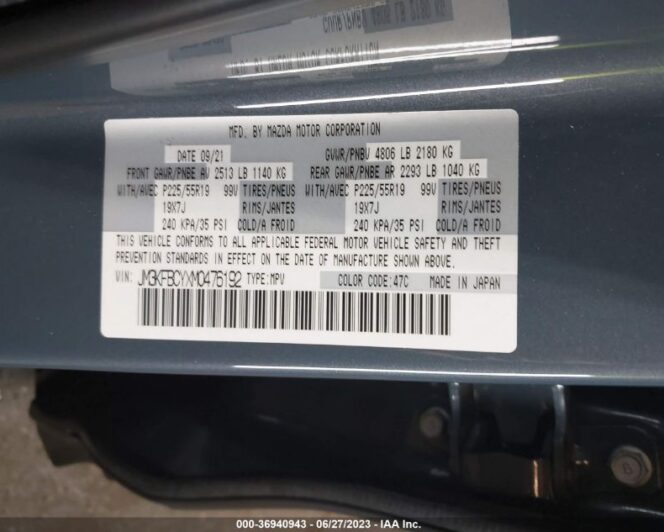 MFD. BY MAZDA MOTOR CORPORATION
DATE 09/21 GVWR/PNBV 4806 LB 2180 KG
FRONT GAWR/PNBE AV 2513 LB 1140 KG REAR GAWR/PNBE AR 2293 LB 1040 KG
WITH/AVEC P225/55R19 99V TIRES/PNEUS WITH/AVEC P225/55R19 99V TIRES/PNEUS
19X7J RIMS/JANTES 19X7J RIMS/JANTES
240 KPA/35 PSI COLD/A FROID 240 KPA/35 PSI COLD/A FROID
THIS VEHICLE CONFORMS TO ALL APPLICABLE FEDERAL MOTOR VEHICLE SAFETY AND THEFT
PREVENTION STANDARDS IN EFFECT ON THE DATE OF MANUFACTURE SHOWN ABOVE.
VIN: JM3KFBCYXM0476192 TYPE:MPV COLOR CODE:47C MADE IN JAPAN
000-36940943 - 06/27/2023 - IAA Inc.